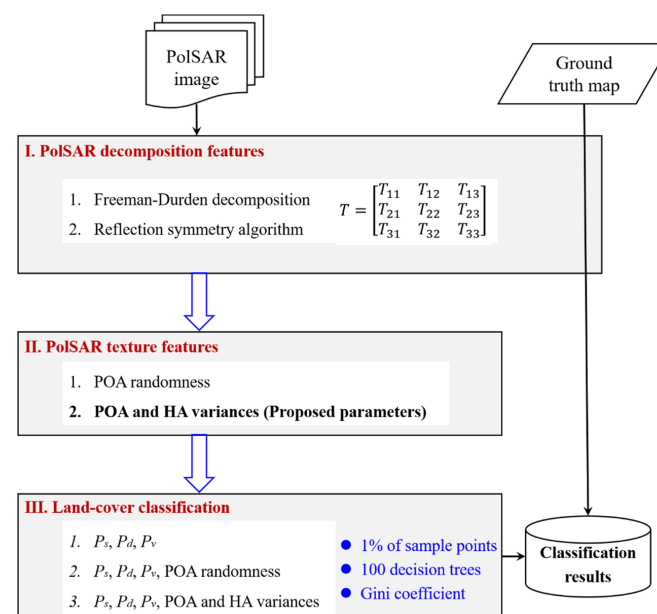 PolSAR
image
Ground
truth map
I. PolSAR decomposition features
1. Freeman-Durden decomposition
2. Reflection symmetry algorithm
T = [T11 T12 T13
T21 T22 T23
T31 T32 T33]
II. PolSAR texture features
1. POA randomness
2. POA and HA variances (Proposed parameters)
III. Land-cover classification
1. Ps, Pd, Pv
2. Ps, Pd, Pv, POA randomness
3. Ps, Pd, Pv, POA and HA variances
● 1% of sample points
● 100 decision trees
● Gini coefficient
Classification
results